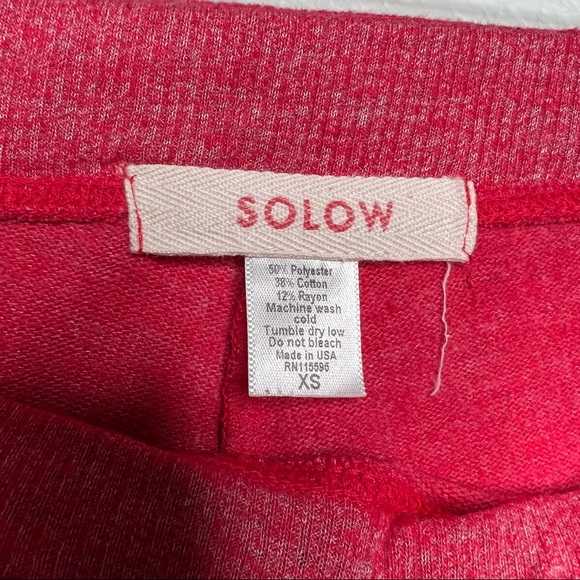 SOLOW
50% Polyester
38% Cotton
12% Rayon
Machine wash
cold
Tumble dry low
Do not bleach
Made in USA
RN115595
XS